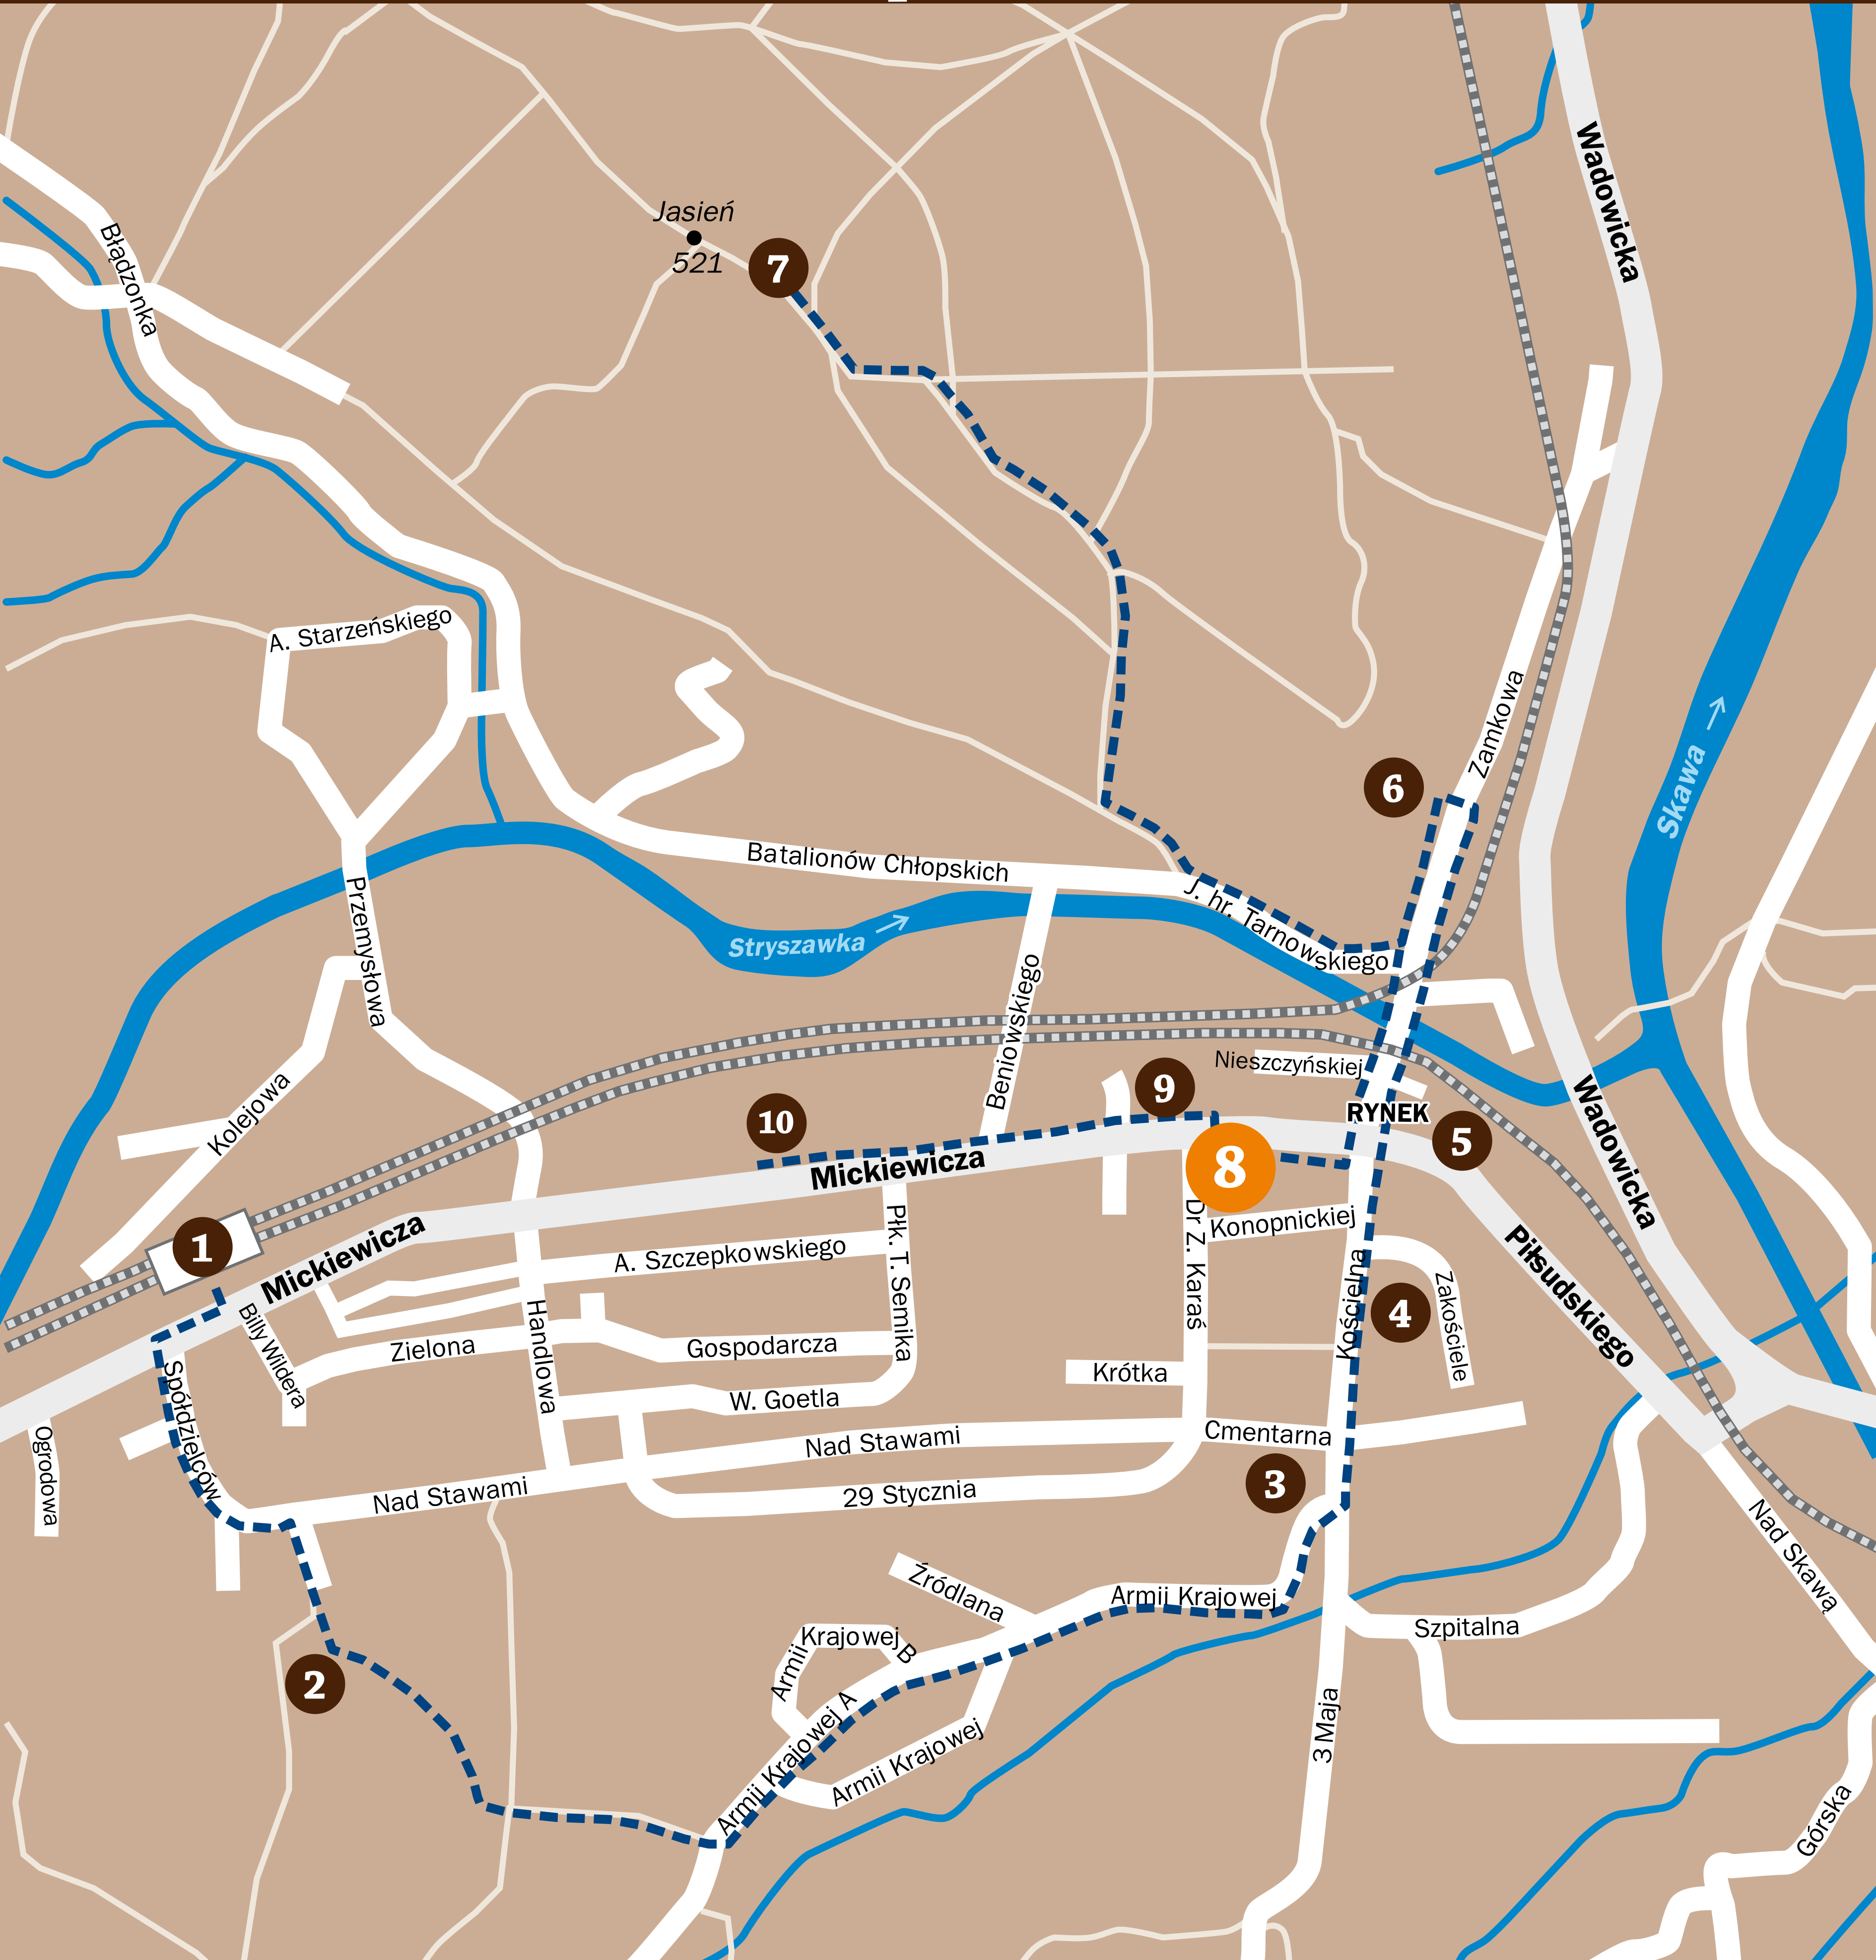 Wadowicka
Jasień
521
7
Błądzonka
A. Starzeńskiego
Zamkowa
Skawa
6
Batalionów Chłopskich
J. hr. Tarnowskiego
Przemysłowa
Stryszawka
Beniowskiego
Nieszczyńskiej
Kolejowa
9
RYNEK
10
5
Wadowicka
Mickiewicza
8
1
Mickiewicza
Płk. T. Semika
Dr Z. Karaś
Konopnickiej
A. Szczepkowskiego
Kościelna
Zakościele
4
Piłsudskiego
Billy Wildera
Handlowa
Zielona
Gospodarcza
Krótka
Spółdzielców
W. Goetla
Ogrodowa
Nad Stawami
Cmentarna
Nad Stawami
29 Stycznia
3
Nad Skawą
Źródlana
Armii Krajowej
Szpitalna
Armii Krajowej B
2
Armii Krajowej A
Armii Krajowej
3 Maja
Górska